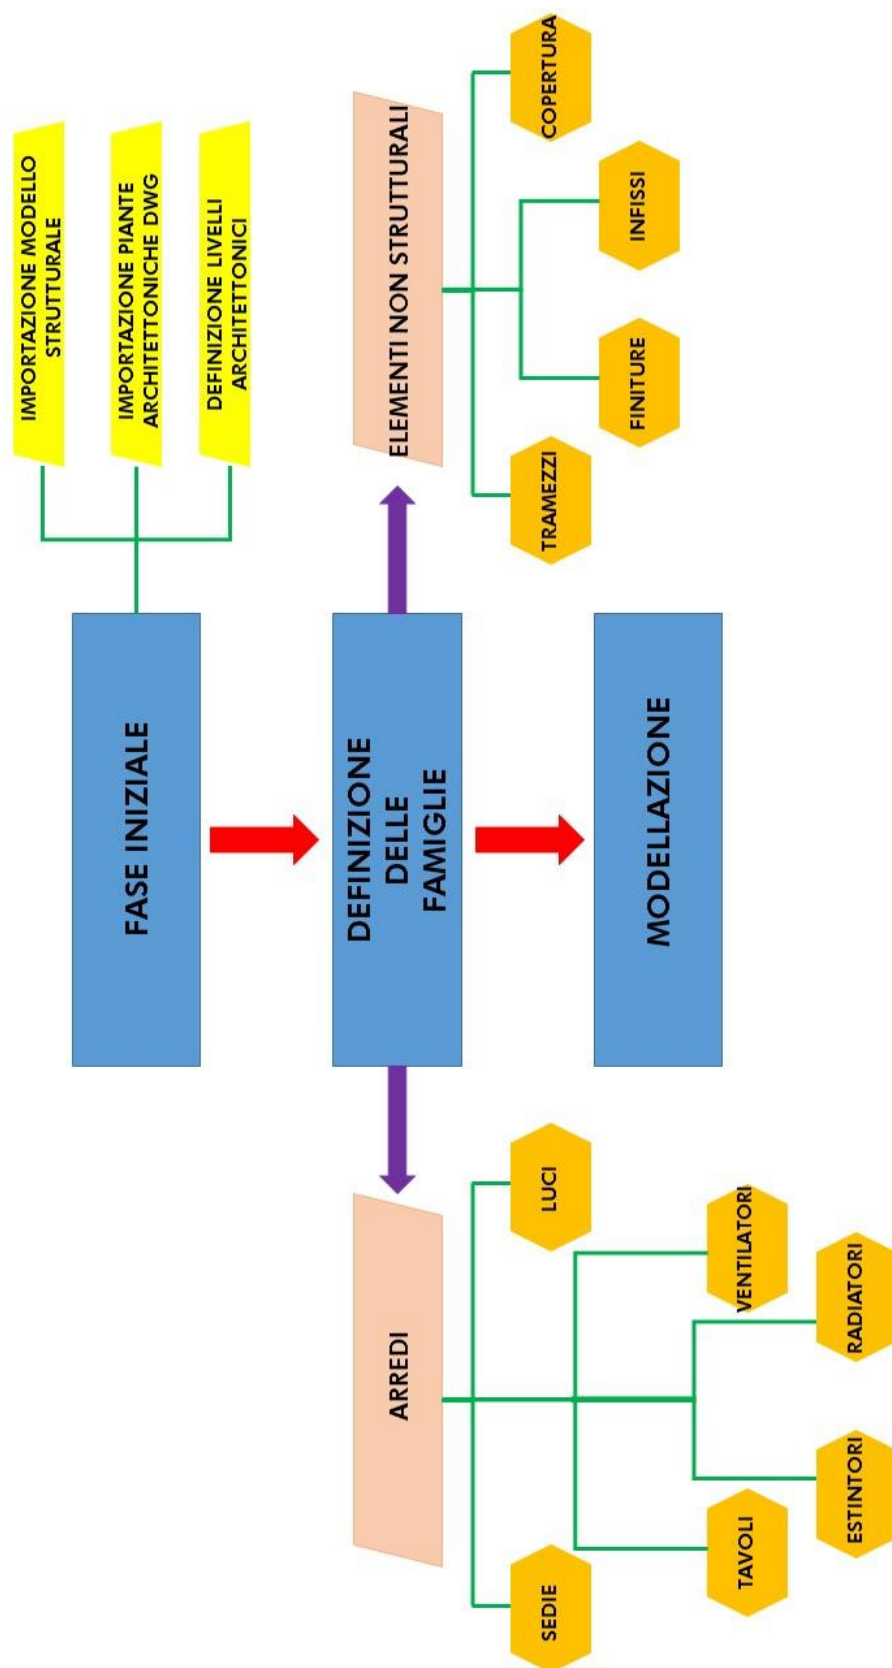 FASE INIZIALE
IMPORTAZIONE MODELLO
STRUTTURALE
IMPORTAZIONE PIANTE
ARCHITETTONICHE DWG
DEFINIZIONE LIVELLI
ARCHITETTONICI
DEFINIZIONE
DELLE
FAMIGLIE
ARREDI
ELEMENTI NON STRUTTURALI
SEDIE
LUCI
TRAMEZZI
COPERTURA
FINITURE
INFISSI
MODELLAZIONE
TAVOLI
VENTILATORI
ESTINTORI
RADIATORI